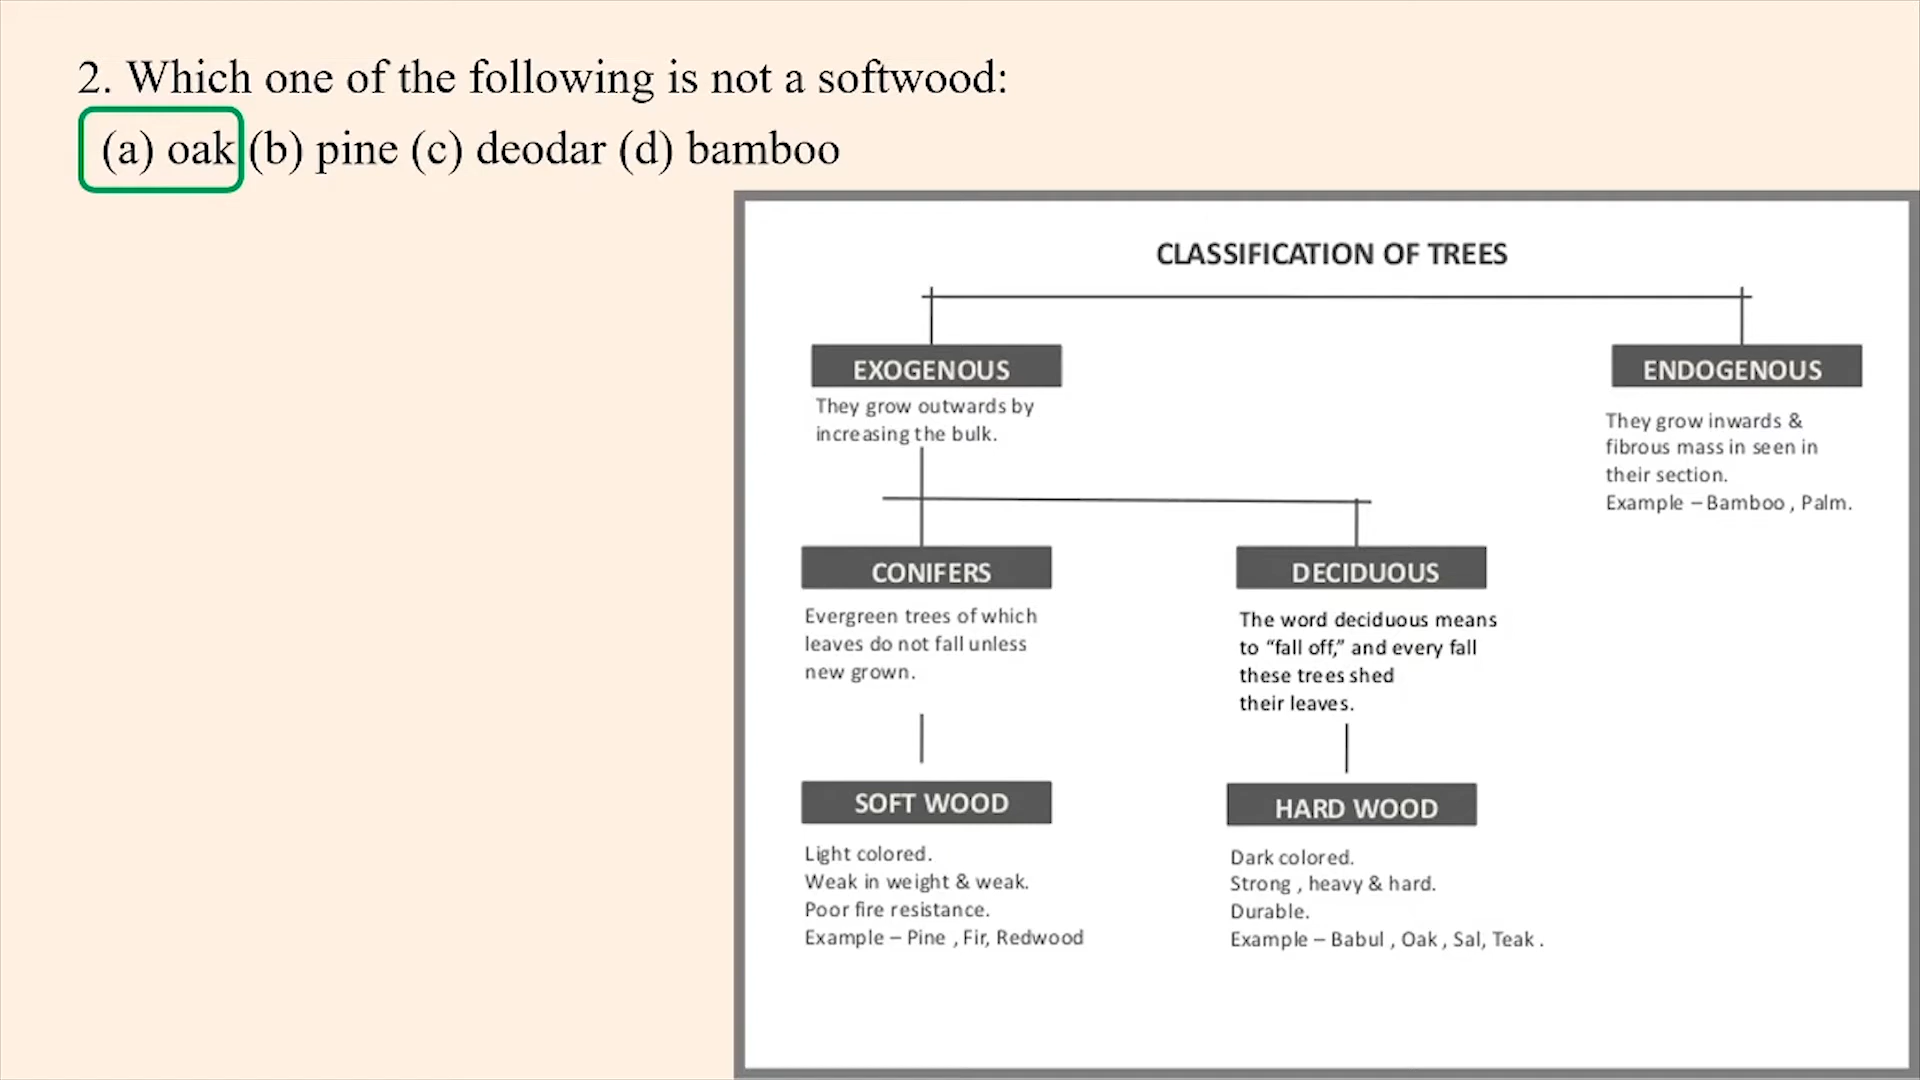 2. Which one of the following is not a softwood:
(a) oak (b) pine (c) deodar (d) bamboo
CLASSIFICATION OF TREES
EXOGENOUS
They grow outwards by
increasing the bulk.
ENDOGENOUS
They grow inwards &
fibrous mass in seen in
their section.
Example – Bamboo , Palm.
CONIFERS
Evergreen trees of which
leaves do not fall unless
new grown.
DECIDUOUS
The word deciduous means
to “fall off,” and every fall
these trees shed
their leaves.
SOFT WOOD
Light colored.
Weak in weight & weak.
Poor fire resistance.
Example – Pine , Fir, Redwood
HARD WOOD
Dark colored.
Strong , heavy & hard.
Durable.
Example – Babul , Oak , Sal, Teak .